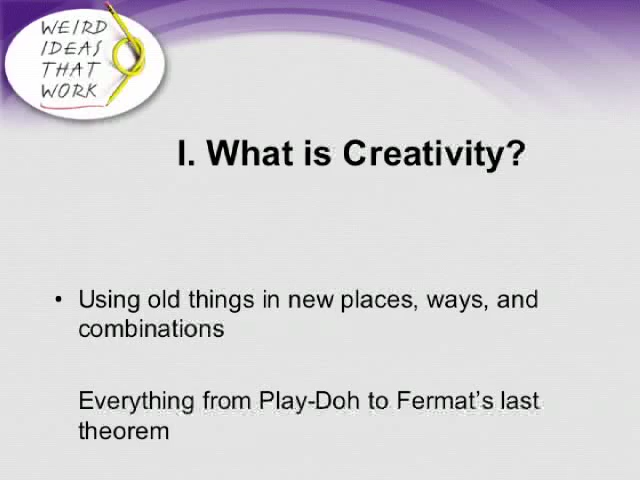 WEIRD
IDEAS
THAT
WORK
I. What is Creativity?
• Using old things in new places, ways, and
combinations
Everything from Play-Doh to Fermat's last
theorem